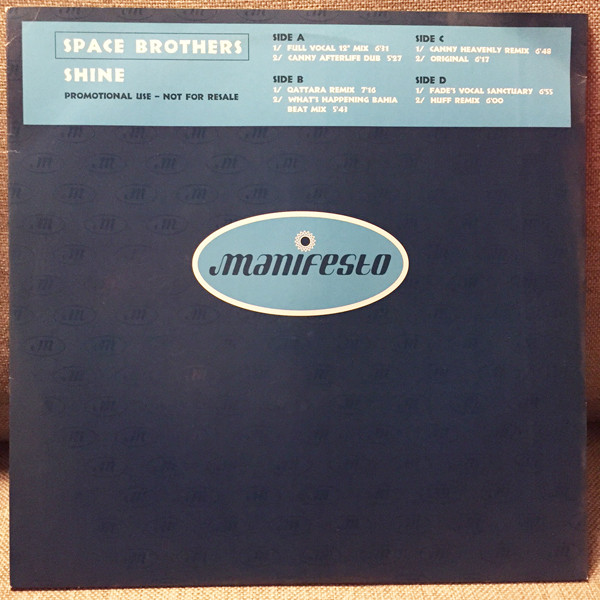 SPACE BROTHERS
SHINE
PROMOTIONAL USE – NOT FOR RESALE
SIDE A
1/ FULL VOCAL 12" MIX 6'11
2/ CANNY AFTERLIFE DUB 5'27
SIDE B
1/ QATTARA REMIX 7'16
2/ WHAT'S HAPPENING BAHIA
BEAT MIX 5'41
SIDE C
1/ CANNY HEAVENLY REMIX 6'48
2/ ORIGINAL 6'17
SIDE D
1/ FADE'S VOCAL SANCTUARY 6'55
2/ HUFF REMIX 6'00
manifesto